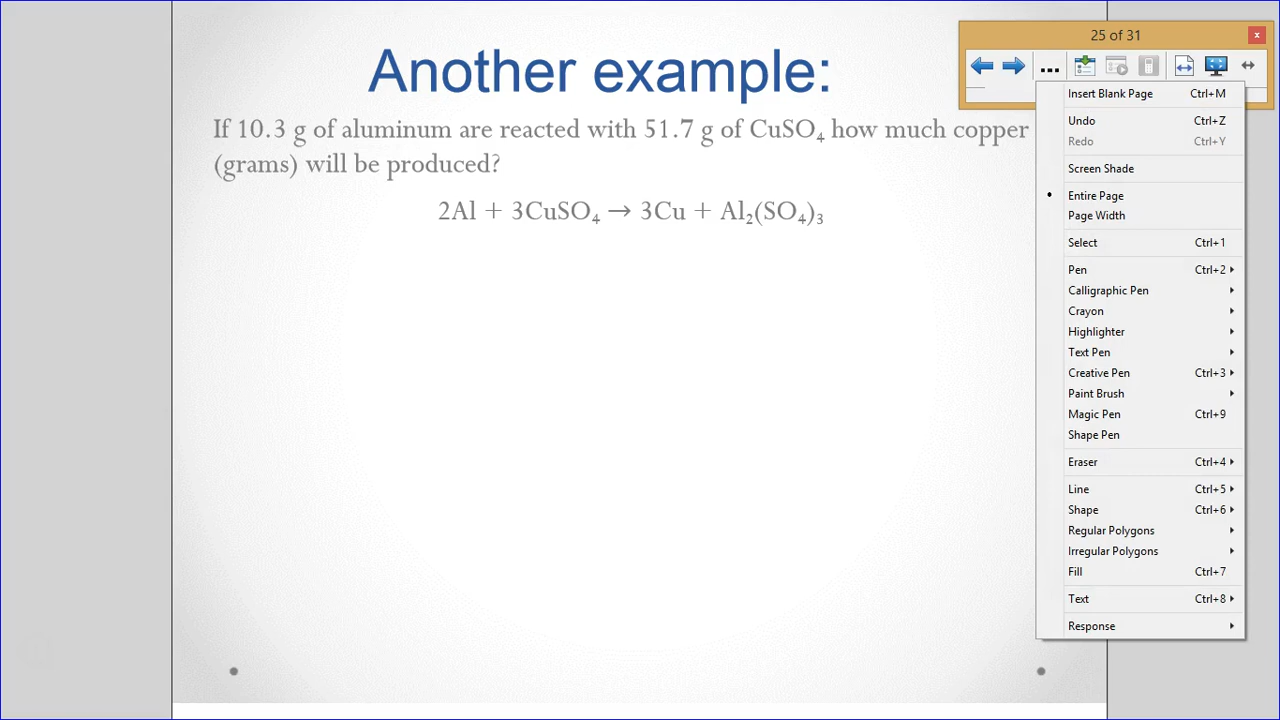 Another example:
If 10.3 g of aluminum are reacted with 51.7 g of CuSO₄ how much copper
(grams) will be produced?
2Al + 3CuSO₄ → 3Cu + Al₂(SO₄)₃
25 of 31
x
...
Insert Blank Page Ctrl+M
Undo Ctrl+Z
Redo Ctrl+Y
Screen Shade
Entire Page
Page Width
Select Ctrl+1
Pen Ctrl+2
Calligraphic Pen
Crayon
Highlighter
Text Pen
Creative Pen Ctrl+3
Paint Brush
Magic Pen Ctrl+9
Shape Pen
Eraser Ctrl+4
Line Ctrl+5
Shape Ctrl+6
Regular Polygons
Irregular Polygons
Fill Ctrl+7
Text Ctrl+8
Response